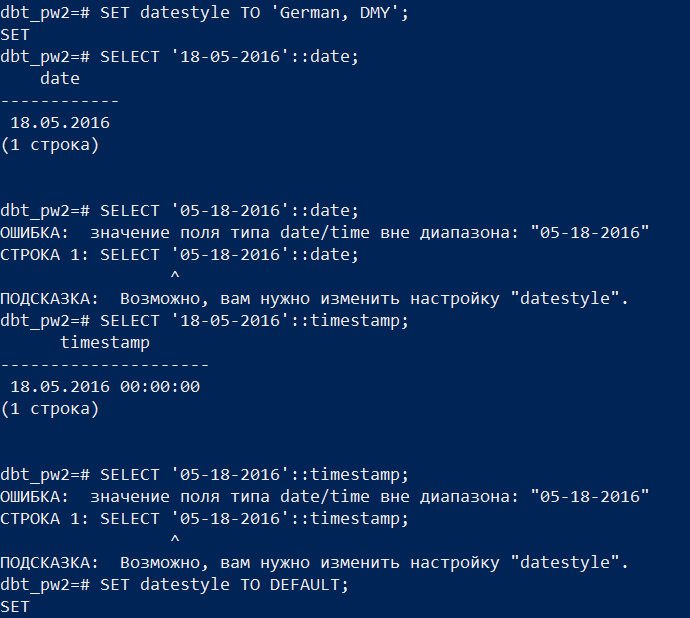 dbt_pw2=# SET datestyle TO 'German, DMY';
SET
dbt_pw2=# SELECT '18-05-2016'::date;
    date
------------
 18.05.2016
(1 строка)


dbt_pw2=# SELECT '05-18-2016'::date;
ОШИБКА:  значение поля типа date/time вне диапазона: "05-18-2016"
СТРОКА 1: SELECT '05-18-2016'::date;
                 ^
ПОДСКАЗКА:  Возможно, вам нужно изменить настройку "datestyle".
dbt_pw2=# SELECT '18-05-2016'::timestamp;
      timestamp
---------------------
 18.05.2016 00:00:00
(1 строка)


dbt_pw2=# SELECT '05-18-2016'::timestamp;
ОШИБКА:  значение поля типа date/time вне диапазона: "05-18-2016"
СТРОКА 1: SELECT '05-18-2016'::timestamp;
                 ^
ПОДСКАЗКА:  Возможно, вам нужно изменить настройку "datestyle".
dbt_pw2=# SET datestyle TO DEFAULT;
SET